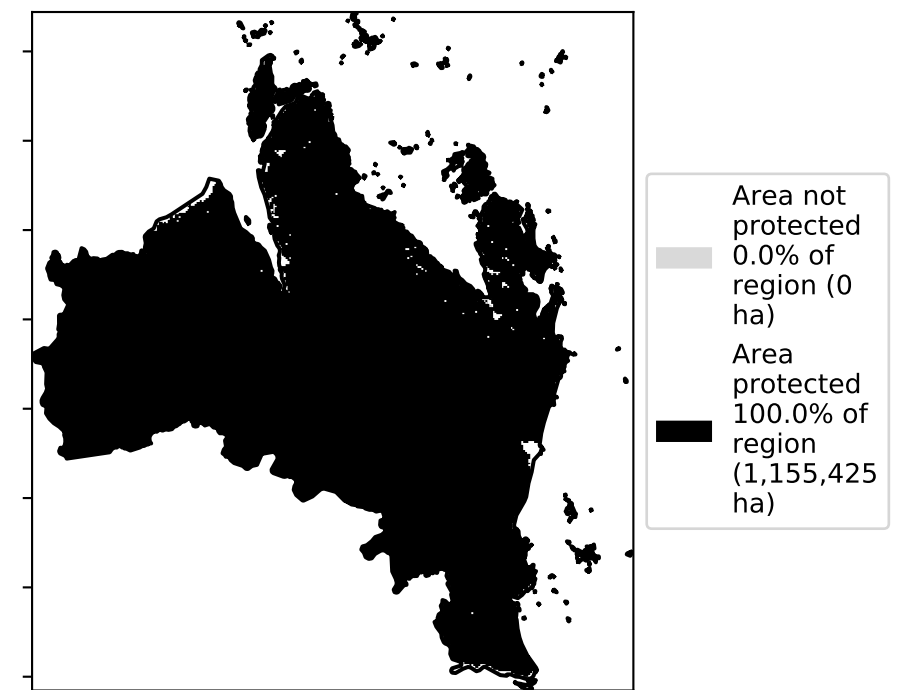 Area not
protected
0.0% of
region (0
ha)
Area
protected
100.0% of
region
(1,155,425
ha)